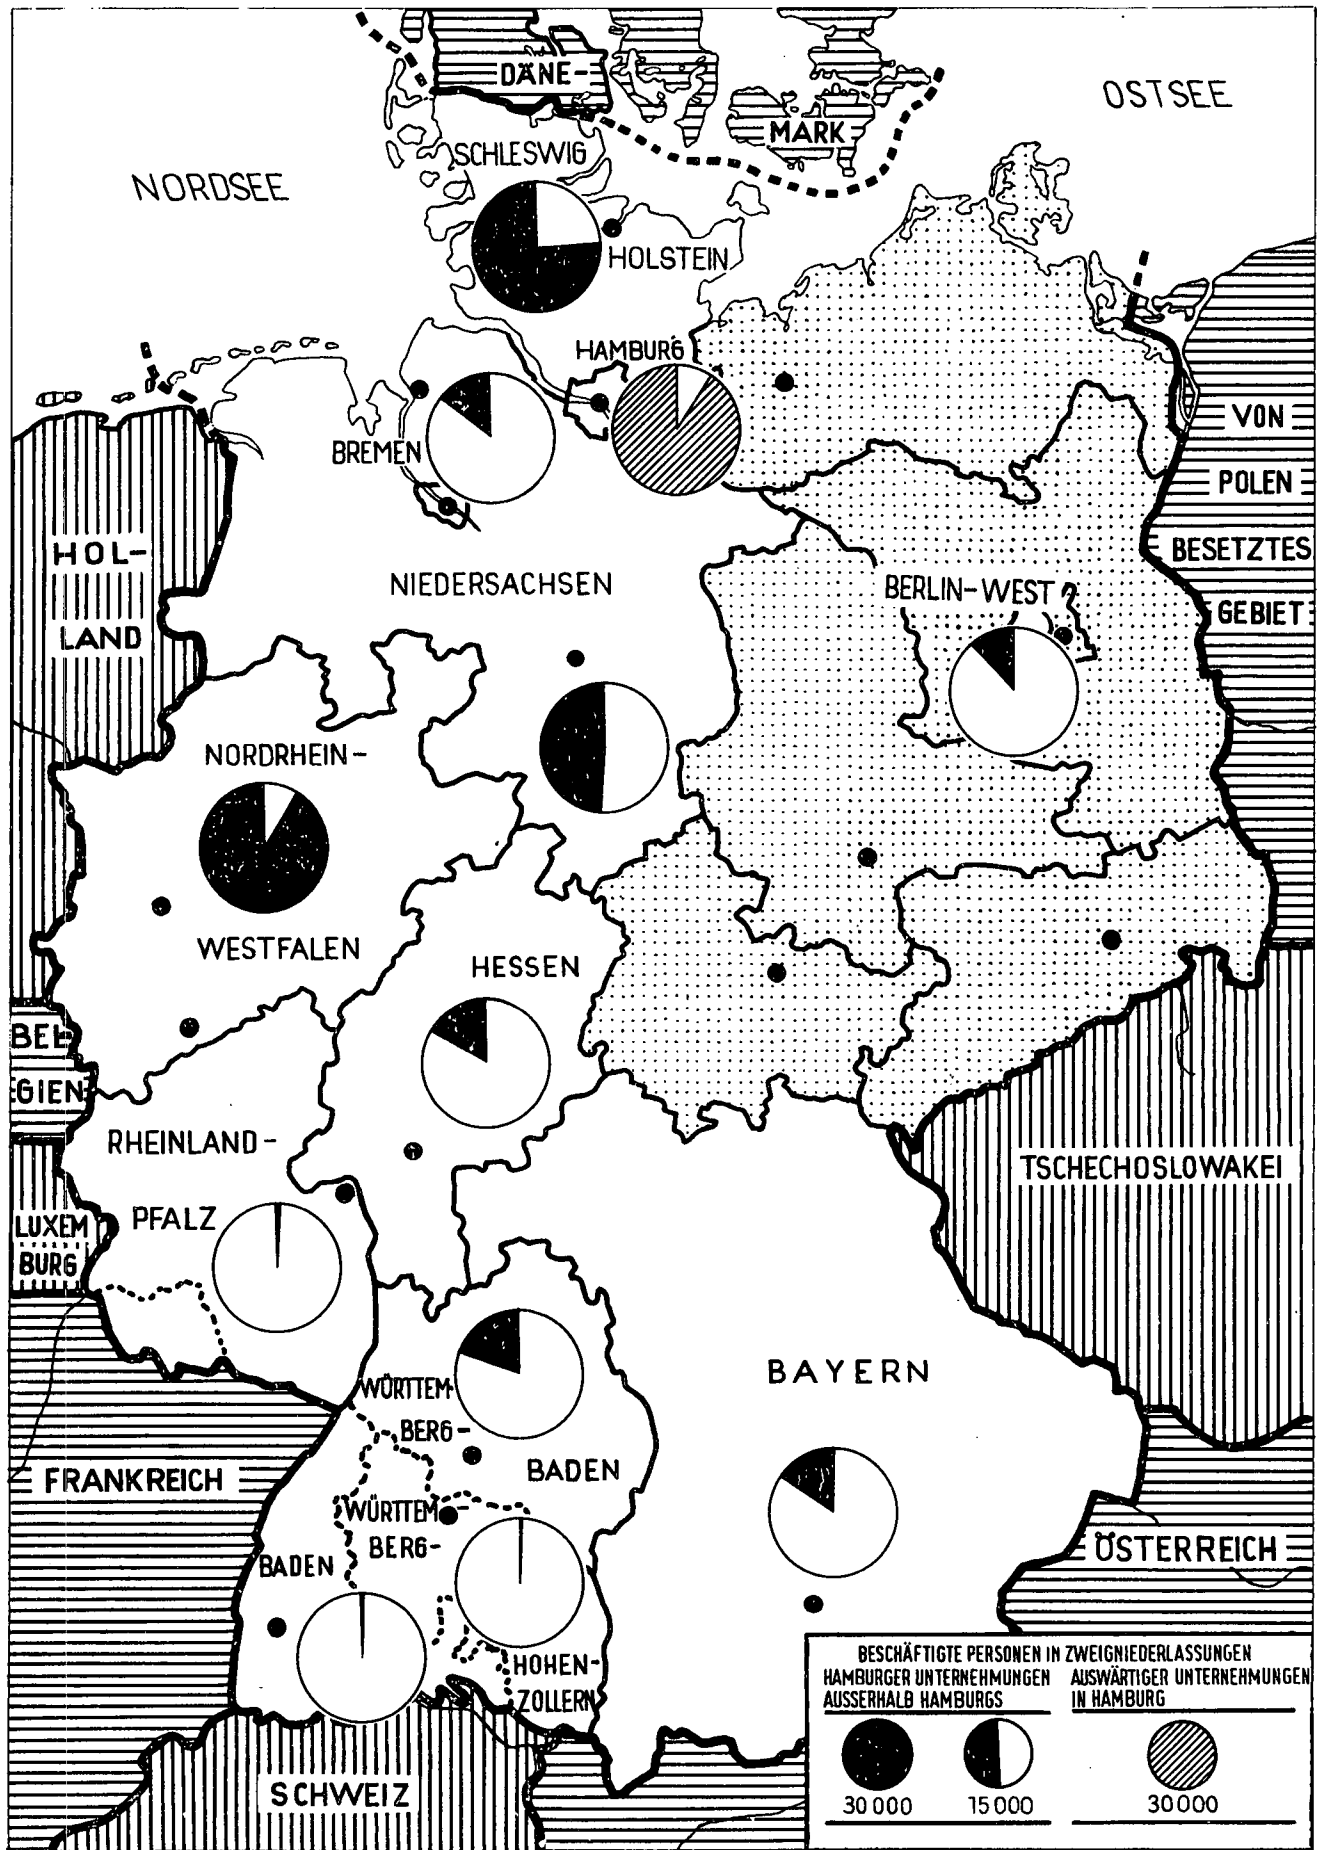 DÄNE-
MARK
OSTSEE
NORDSEE
SCHLESWIG
HOLSTEIN
HAMBURG
BREMEN
VON
POLEN
BESETZTES
GEBIET
HOL-
LAND
NIEDERSACHSEN
BERLIN-WEST
NORDRHEIN-
WESTFALEN
HESSEN
BEL
GIEN
RHEINLAND-
PFALZ
LUXEM
BURG
TSCHECHOSLOWAKEI
BAYERN
WÜRTTEM-
BERG-
BADEN
FRANKREICH
WÜRTTEM
BERG-
BADEN
HOHEN-
ZOLLERN
ÖSTERREICH
SCHWEIZ
BESCHÄFTIGTE PERSONEN IN ZWEIGNIEDERLASSUNGEN
HAMBURGER UNTERNEHMUNGEN
AUSSERHALB HAMBURGS
AUSWÄRTIGER UNTERNEHMUNGEN
IN HAMBURG
30 000
15 000
30 000